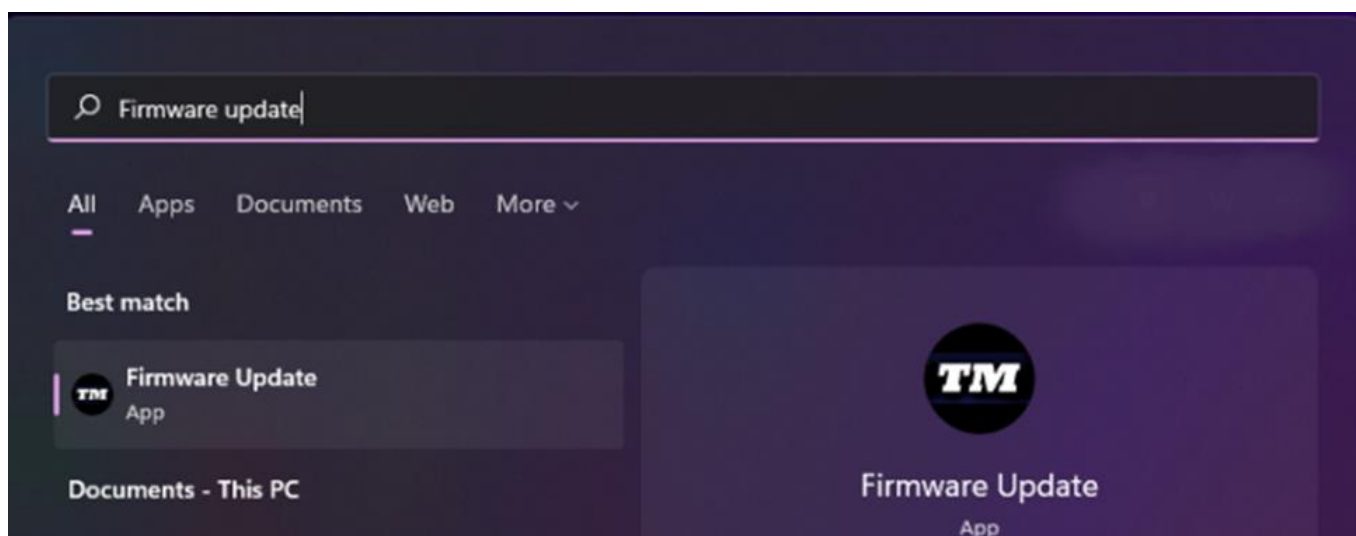 Firmware update
All Apps Documents Web More
Best match
TM Firmware Update
App
Documents - This PC
TM
Firmware Update
App